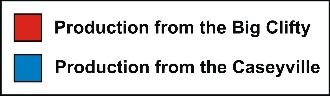 Production from the Big Clifty
Production from the Caseyville